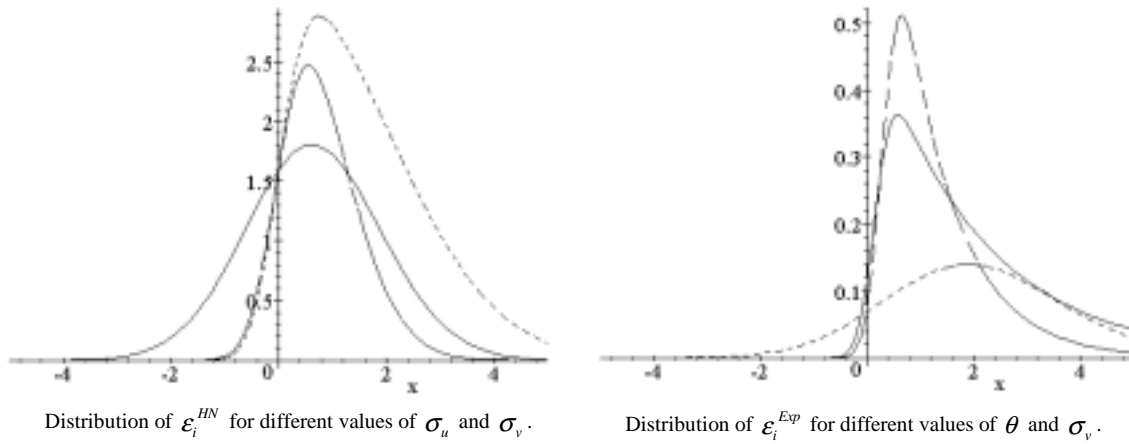 2.5
2
1.5
1
0.5
-4 -2 0 2 4
x
Distribution of ε_i^{HN} for different values of σ_u and σ_v.
0.5
0.4
0.3
0.2
0.1
-4 -2 0 2 4
x
Distribution of ε_i^{Exp} for different values of θ and σ_v.